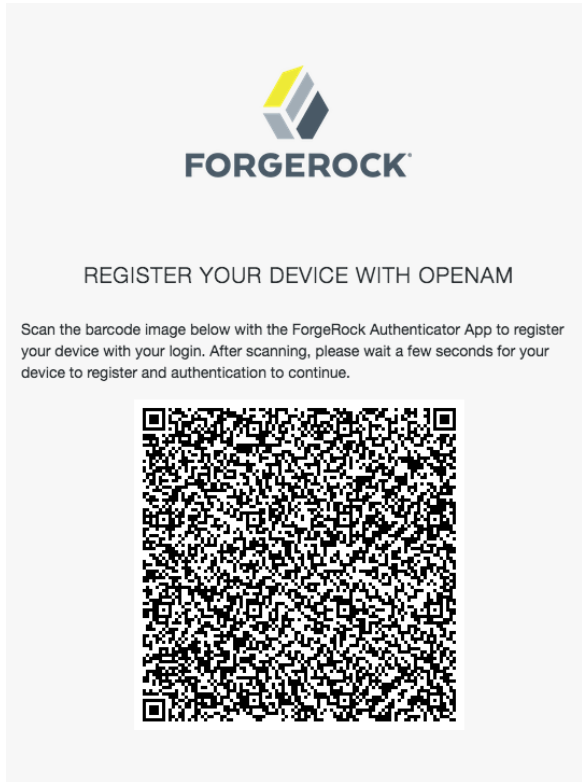 FORGEROCK
REGISTER YOUR DEVICE WITH OPENAM
Scan the barcode image below with the ForgeRock Authenticator App to register
your device with your login. After scanning, please wait a few seconds for your
device to register and authentication to continue.